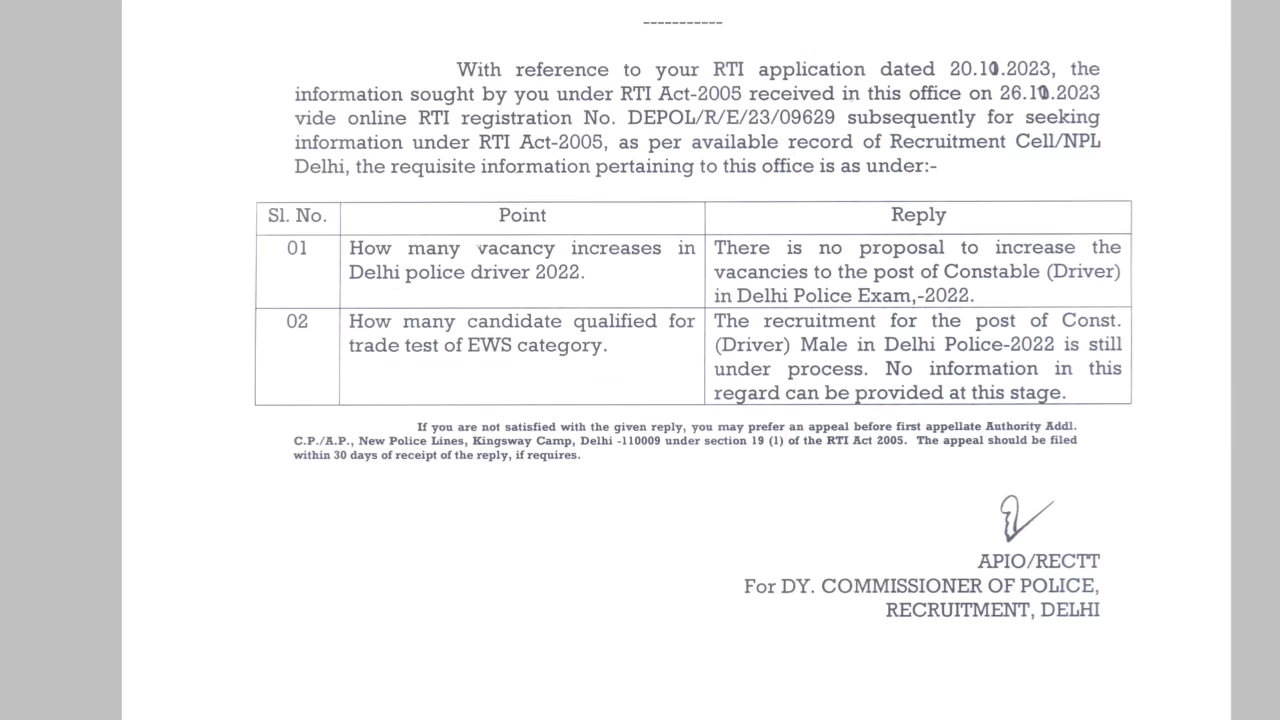 -----------
With reference to your RTI application dated 20.10.2023, the
information sought by you under RTI Act-2005 received in this office on 26.10.2023
vide online RTI registration No. DEPOL/R/E/23/09629 subsequently for seeking
information under RTI Act-2005, as per available record of Recruitment Cell/NPL
Delhi, the requisite information pertaining to this office is as under:-
Sl. No. Point Reply
01 How many vacancy increases in There is no proposal to increase the
Delhi police driver 2022. vacancies to the post of Constable (Driver)
in Delhi Police Exam,-2022.
02 How many candidate qualified for The recruitment for the post of Const.
trade test of EWS category. (Driver) Male in Delhi Police-2022 is still
under process. No information in this
regard can be provided at this stage.
If you are not satisfied with the given reply, you may prefer an appeal before first appellate Authority Addl.
C.P./A.P., New Police Lines, Kingsway Camp, Delhi -110009 under section 19 (1) of the RTI Act 2005. The appeal should be filed
within 30 days of receipt of the reply, if requires.
APIO/RECTT
For DY. COMMISSIONER OF POLICE,
RECRUITMENT, DELHI